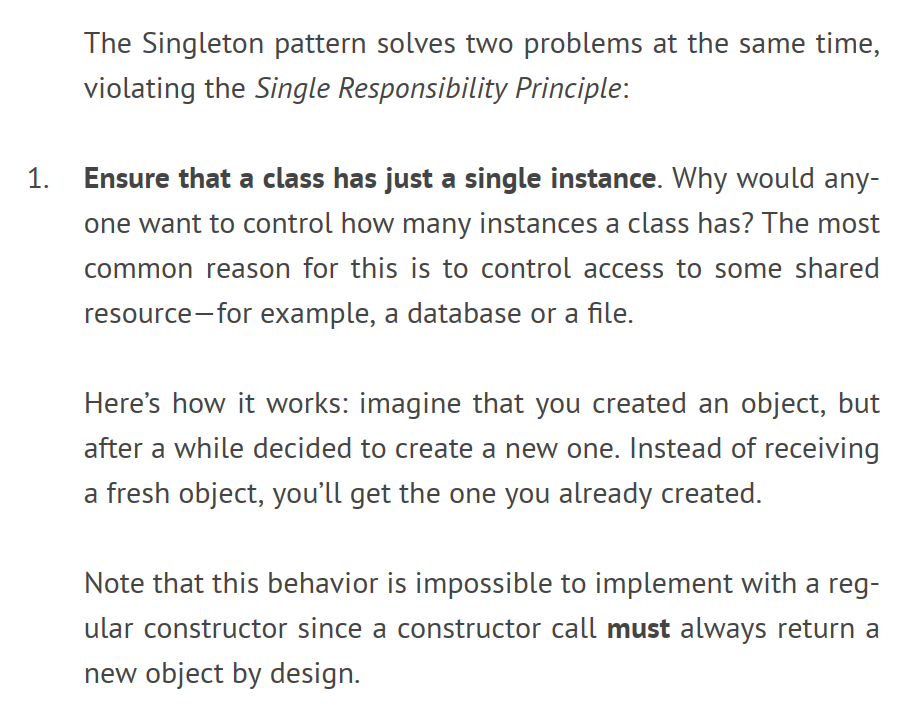 The Singleton pattern solves two problems at the same time,
violating the Single Responsibility Principle:
1. Ensure that a class has just a single instance. Why would any-
one want to control how many instances a class has? The most
common reason for this is to control access to some shared
resource—for example, a database or a file.
Here’s how it works: imagine that you created an object, but
after a while decided to create a new one. Instead of receiving
a fresh object, you’ll get the one you already created.
Note that this behavior is impossible to implement with a reg-
ular constructor since a constructor call must always return a
new object by design.